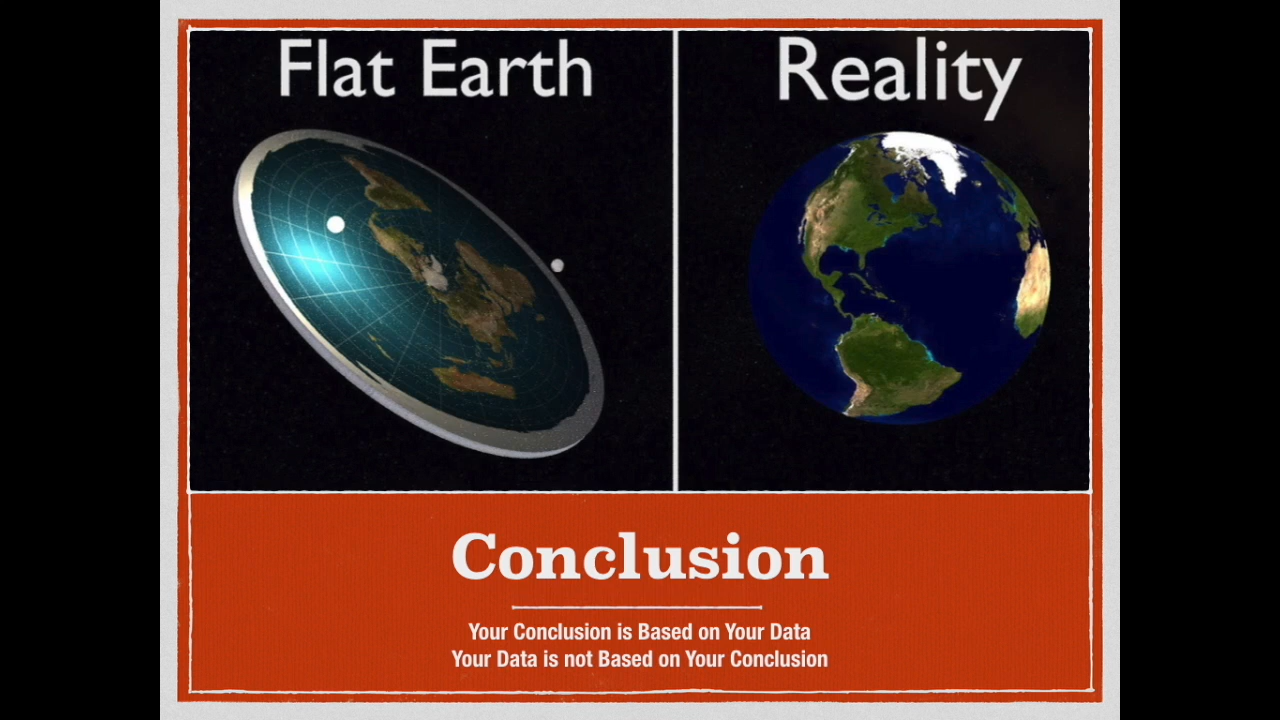 Flat Earth
Reality
Conclusion
Your Conclusion is Based on Your Data
Your Data is not Based on Your Conclusion